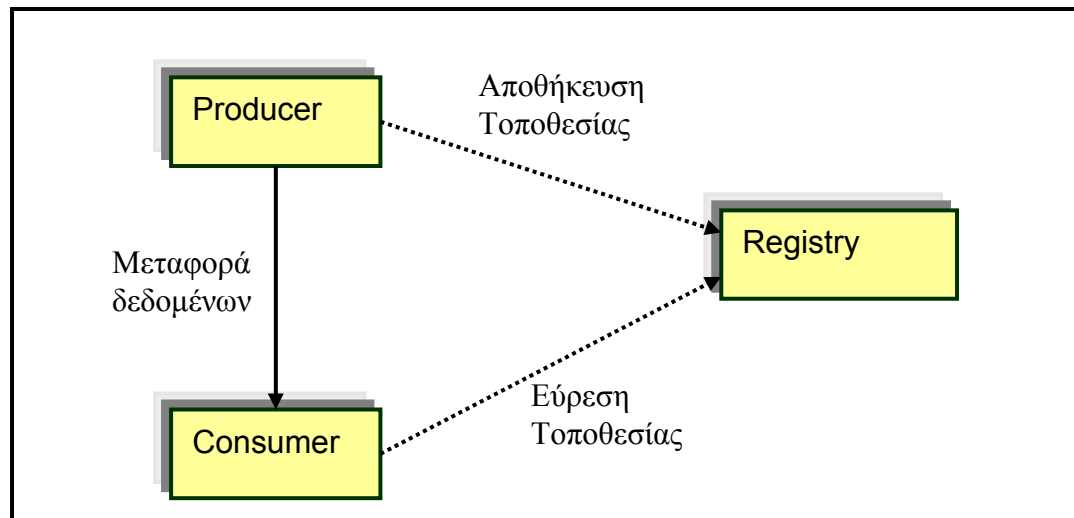 Producer
Αποθήκευση
Τοποθεσίας
Registry
Μεταφορά
δεδομένων
Consumer
Εύρεση
Τοποθεσίας